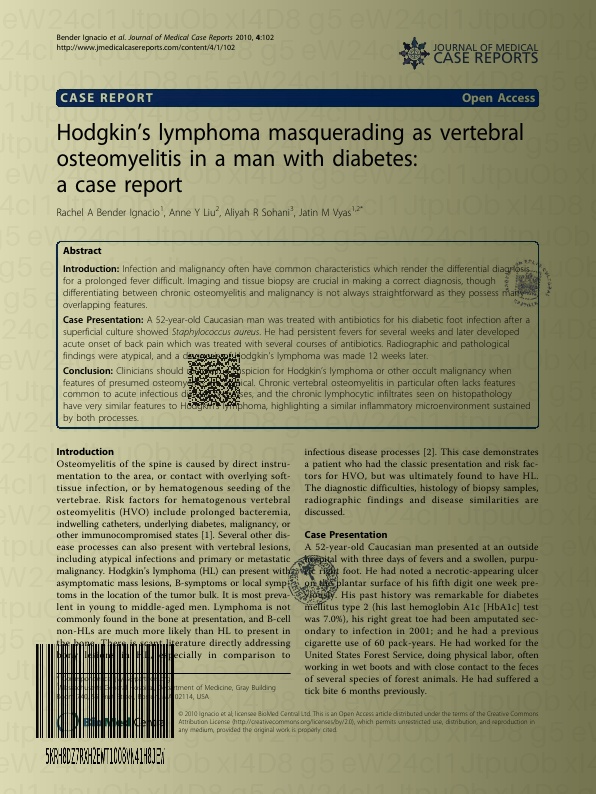 Bender Ignacio et al. Journal of Medical Case Reports 2010, 4:102
http://www.jmedicalcasereports.com/content/4/1/102
JOURNAL OF MEDICAL
CASE REPORTS
CASE REPORT
Open Access
Hodgkin's lymphoma masquerading as vertebral
osteomyelitis in a man with diabetes:
a case report
Rachel A Bender Ignacio1, Anne Y Liu2, Aliyah R Sohani3, Jatin M Vyas1,2*
Abstract
Introduction: Infection and malignancy often have common characteristics which render the differential diagnosis
for a prolonged fever difficult. Imaging and tissue biopsy are crucial in making a correct diagnosis, though
differentiating between chronic osteomyelitis and malignancy is not always straightforward as they possess many
overlapping features.
Case Presentation: A 52-year-old Caucasian man was treated with antibiotics for his diabetic foot infection after a
superficial culture showed Staphylococcus aureus. He had persistent fevers for several weeks and later developed
acute onset of back pain which was treated with several courses of antibiotics. Radiographic and pathological
findings were atypical, and a Hodgkin's lymphoma was made 12 weeks later.
Conclusion: Clinicians should suspicion for Hodgkin's lymphoma or other occult malignancy when
features of presumed Chronic vertebral osteomyelitis in particular often lacks features
common to acute infectious and the chronic lymphocytic infiltrates seen on histopathology
have very similar features to Hodgkin's lymphoma, highlighting a similar inflammatory microenvironment sustained
by both processes.
Introduction
Osteomyelitis of the spine is caused by direct instru-
mentation to the area, or contact with overlying soft-
tissue infection, or by hematogenous seeding of the
vertebrae. Risk factors for hematogenous vertebral
osteomyelitis (HVO) include prolonged bacteremia,
indwelling catheters, underlying diabetes, malignancy, or
other immunocompromised states [1]. Several other dis-
ease processes can also present with vertebral lesions,
including atypical infections and primary or metastatic
malignancy. Hodgkin's lymphoma (HL) can present with
asymptomatic mass lesions, B-symptoms or local symp-
toms in the location of the tumor bulk. It is most preva-
lent in young to middle-aged men. Lymphoma is not
commonly found in the bone at presentation, and B-cell
non-HLs are much more likely than HL to present in
the bone. There is scant literature directly addressing
bony lesions in HL, especially in comparison to
Department of Medicine, Gray Building
02114, USA.
BioMed Central
infectious disease processes [2]. This case demonstrates
a patient who had the classic presentation and risk fac-
tors for HVO, but was ultimately found to have HL.
The diagnostic difficulties, histology of biopsy samples,
radiographic findings and disease similarities are
discussed.
Case Presentation
A 52-year-old Caucasian man presented at an outside
hospital with three days of fevers and a swollen, purpu-
ric right foot. He had noted a necrotic-appearing ulcer
on the plantar surface of his fifth digit one week pre-
viously. His past history was remarkable for diabetes
mellitus type 2 (his last hemoglobin A1c [HbA1c] test
was 7.0%), his right great toe had been amputated sec-
ondary to infection in 2001; and he had a previous
cigarette use of 60 pack-years. He had worked for the
United States Forest Service, doing physical labor, often
working in wet boots and with close contact to the feces
of several species of forest animals. He had suffered a
tick bite 6 months previously.
© 2010 Ignacio et al; licensee BioMed Central Ltd. This is an Open Access article distributed under the terms of the Creative Commons
Attribution License (http://creativecommons.org/licenses/by/2.0), which permits unrestricted use, distribution, and reproduction in
any medium, provided the original work is properly cited.